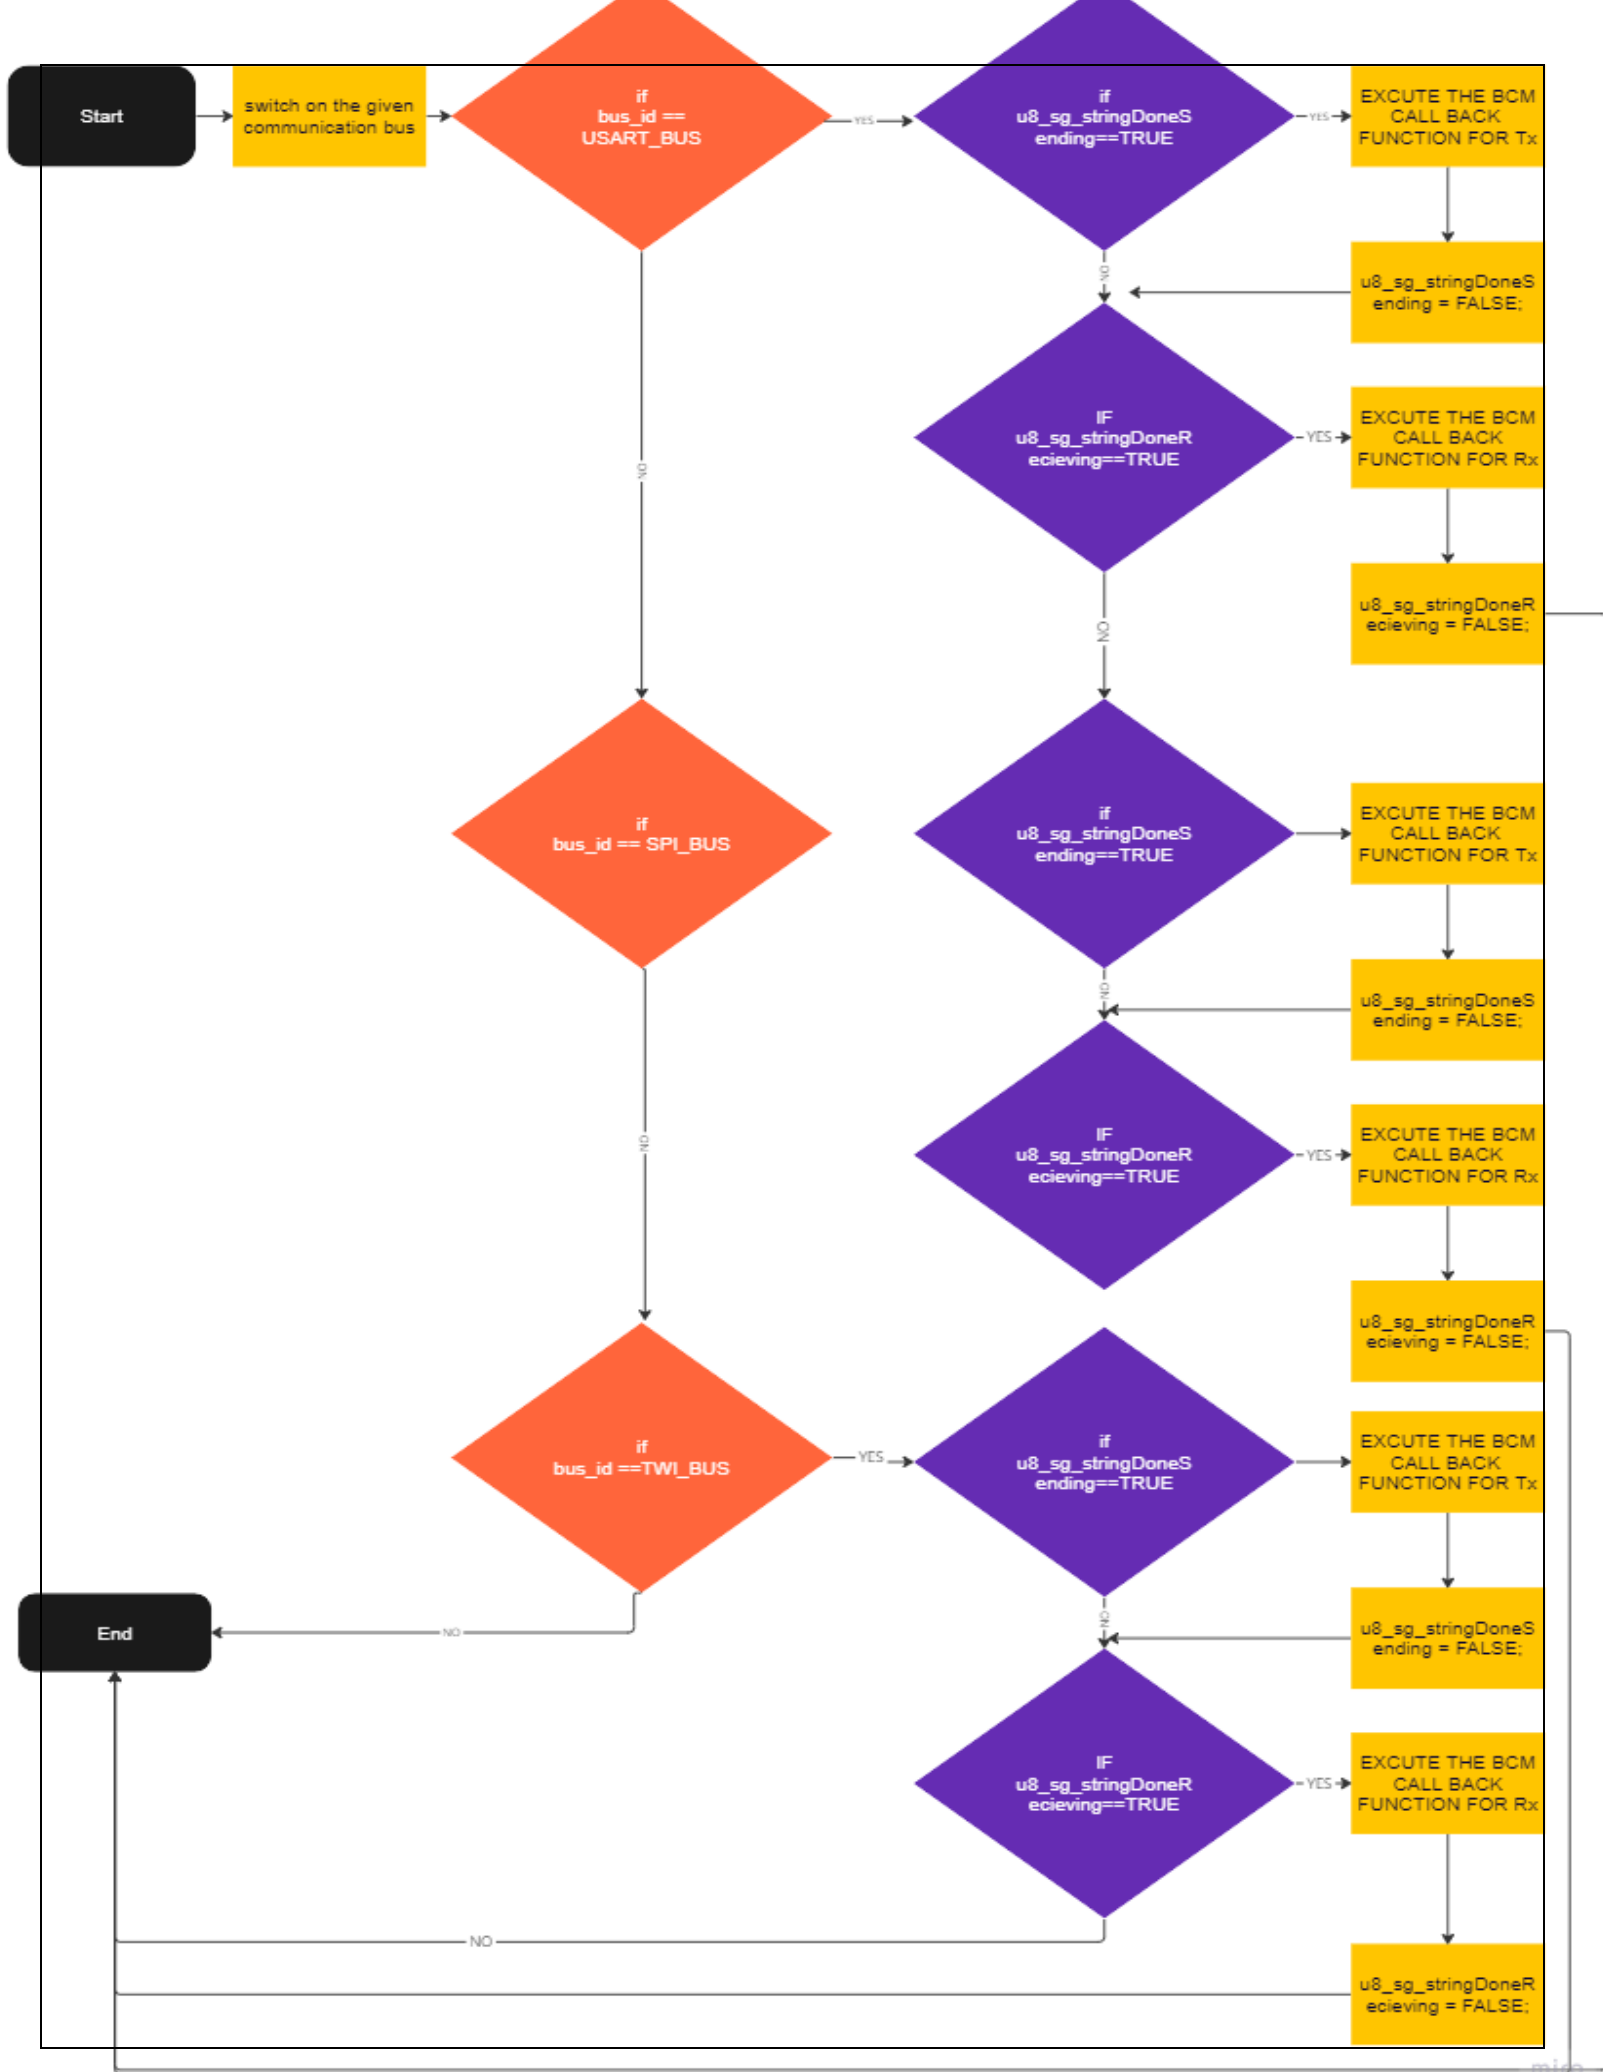 Start
switch on the given
communication bus
if
bus_id ==
USART_BUS
YES
if
u8_sg_stringDoneS
ending==TRUE
YES
EXCUTE THE BCM
CALL BACK
FUNCTION FOR Tx
NO
u8_sg_stringDoneS
ending = FALSE;
NO
IF
u8_sg_stringDoneR
ecieving==TRUE
YES
EXCUTE THE BCM
CALL BACK
FUNCTION FOR Rx
NO
u8_sg_stringDoneR
ecieving = FALSE;
if
bus_id == SPI_BUS
if
u8_sg_stringDoneS
ending==TRUE
EXCUTE THE BCM
CALL BACK
FUNCTION FOR Tx
NO
u8_sg_stringDoneS
ending = FALSE;
NO
IF
u8_sg_stringDoneR
ecieving==TRUE
YES
EXCUTE THE BCM
CALL BACK
FUNCTION FOR Rx
u8_sg_stringDoneR
ecieving = FALSE;
if
bus_id ==TWI_BUS
YES
if
u8_sg_stringDoneS
ending==TRUE
EXCUTE THE BCM
CALL BACK
FUNCTION FOR Tx
End
NO
NO
u8_sg_stringDoneS
ending = FALSE;
IF
u8_sg_stringDoneR
ecieving==TRUE
YES
EXCUTE THE BCM
CALL BACK
FUNCTION FOR Rx
NO
u8_sg_stringDoneR
ecieving = FALSE;